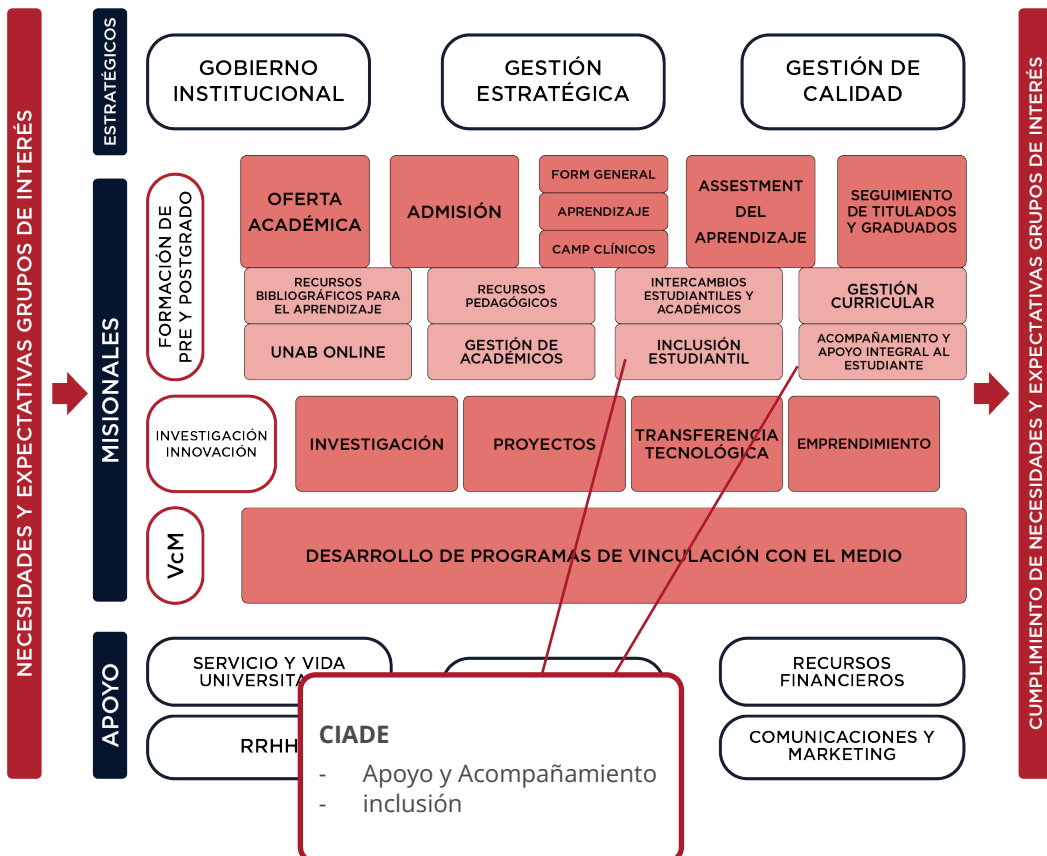 NECESIDADES Y EXPECTATIVAS GRUPOS DE INTERÉS
ESTRATÉGICOS
GOBIERNO
INSTITUCIONAL
GESTIÓN
ESTRATÉGICA
GESTIÓN DE
CALIDAD
MISIONALES
FORMACIÓN DE
PRE Y POSTGRADO
OFERTA
ACADÉMICA
ADMISIÓN
FORM GENERAL
APRENDIZAJE
CAMP CLÍNICOS
ASSESTMENT
DEL
APRENDIZAJE
SEGUIMIENTO
DE TITULADOS
Y GRADUADOS
RECURSOS
BIBLIOGRÁFICOS PARA
EL APRENDIZAJE
RECURSOS
PEDAGÓGICOS
INTERCAMBIOS
ESTUDIANTILES Y
ACADÉMICOS
GESTIÓN
CURRICULAR
UNAB ONLINE
GESTIÓN DE
ACADÉMICOS
INCLUSIÓN
ESTUDIANTIL
ACOMPAÑAMIENTO Y
APOYO INTEGRAL AL
ESTUDIANTE
INVESTIGACIÓN
INNOVACIÓN
INVESTIGACIÓN
PROYECTOS
TRANSFERENCIA
TECNOLÓGICA
EMPRENDIMIENTO
VcM
DESARROLLO DE PROGRAMAS DE VINCULACIÓN CON EL MEDIO
APOYO
SERVICIO Y VIDA
UNIVERSITA
RECURSOS
FINANCIEROS
RRHH
COMUNICACIONES Y
MARKETING
CIADE
- Apoyo y Acompañamiento
- inclusión
CUMPLIMIENTO DE NECESIDADES Y EXPECTATIVAS GRUPOS DE INTERÉS